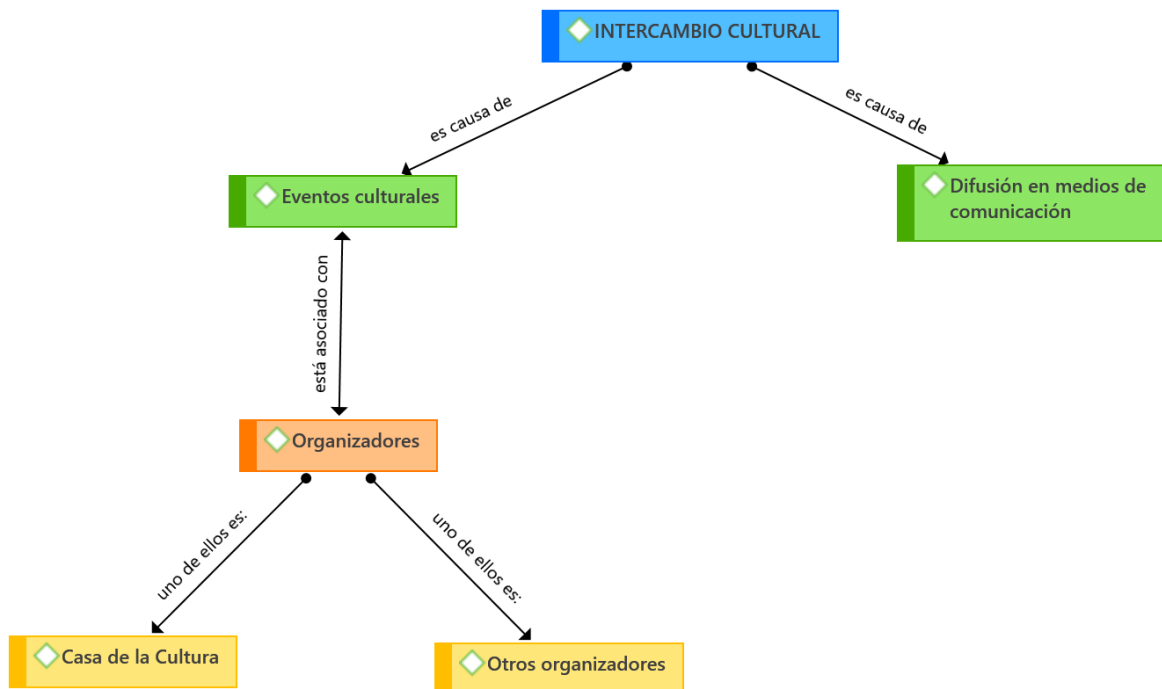 INTERCAMBIO CULTURAL
es causa de
es causa de
Eventos culturales
Difusión en medios de
comunicación
está asociado con
Organizadores
uno de ellos es:
uno de ellos es:
Casa de la Cultura
Otros organizadores